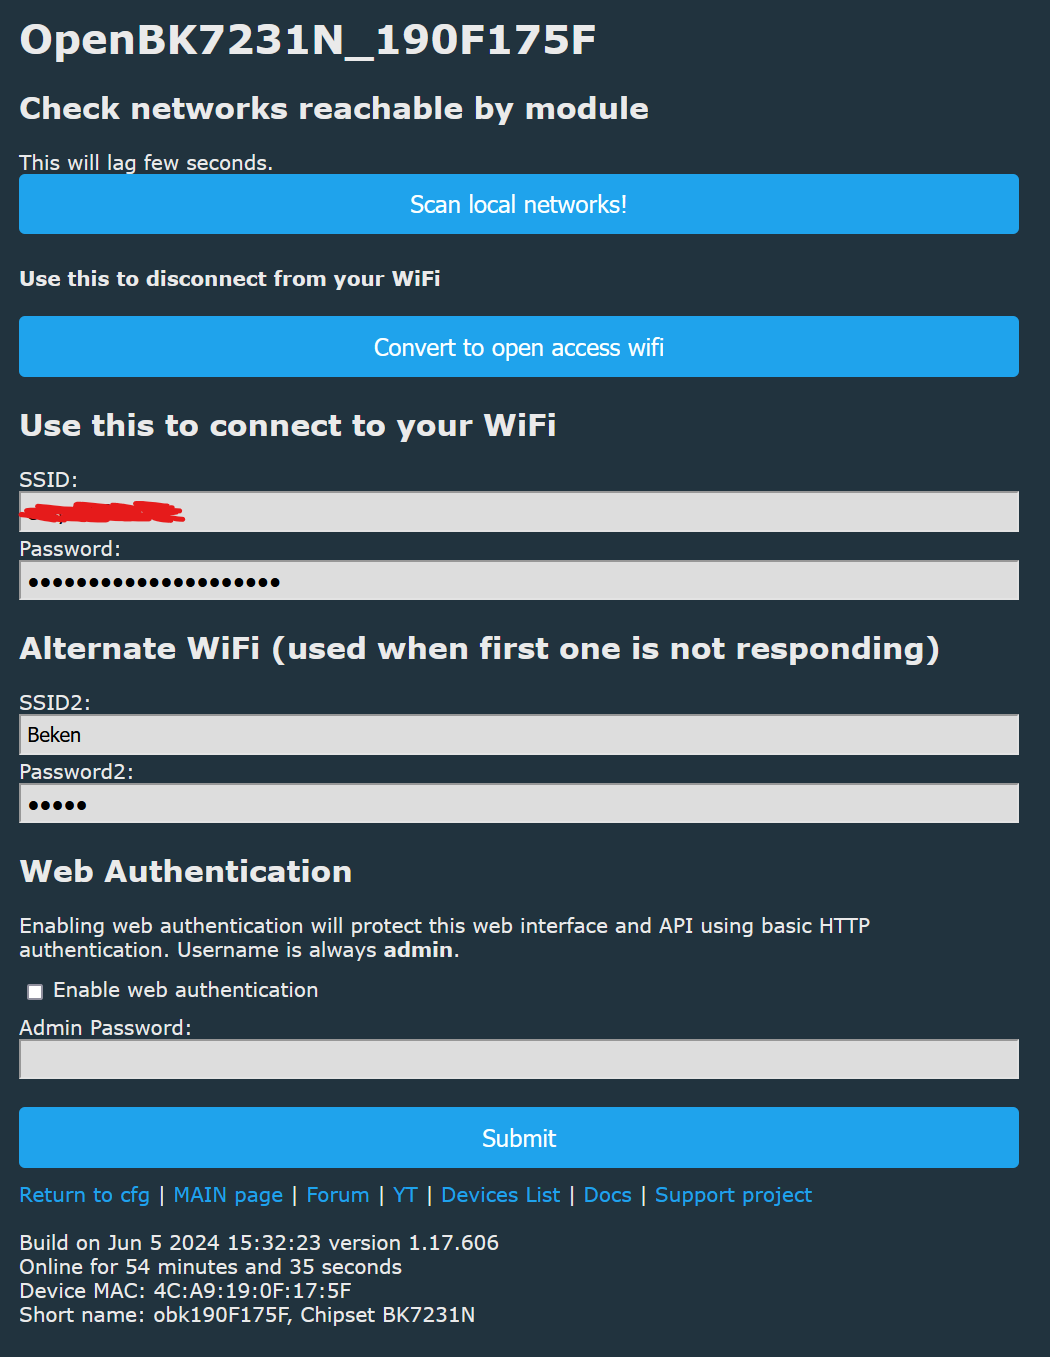 OpenBK7231N_190F175F
Check networks reachable by module
This will lag few seconds.
Scan local networks!
Use this to disconnect from your WiFi
Convert to open access wifi
Use this to connect to your WiFi
SSID:
Password:
•••••••••••••••••••••
Alternate WiFi (used when first one is not responding)
SSID2:
Beken
Password2:
•••••
Web Authentication
Enabling web authentication will protect this web interface and API using basic HTTP
authentication. Username is always admin.
Enable web authentication
Admin Password:
Submit
Return to cfg | MAIN page | Forum | YT | Devices List | Docs | Support project
Build on Jun 5 2024 15:32:23 version 1.17.606
Online for 54 minutes and 35 seconds
Device MAC: 4C:A9:19:0F:17:5F
Short name: obk190F175F, Chipset BK7231N